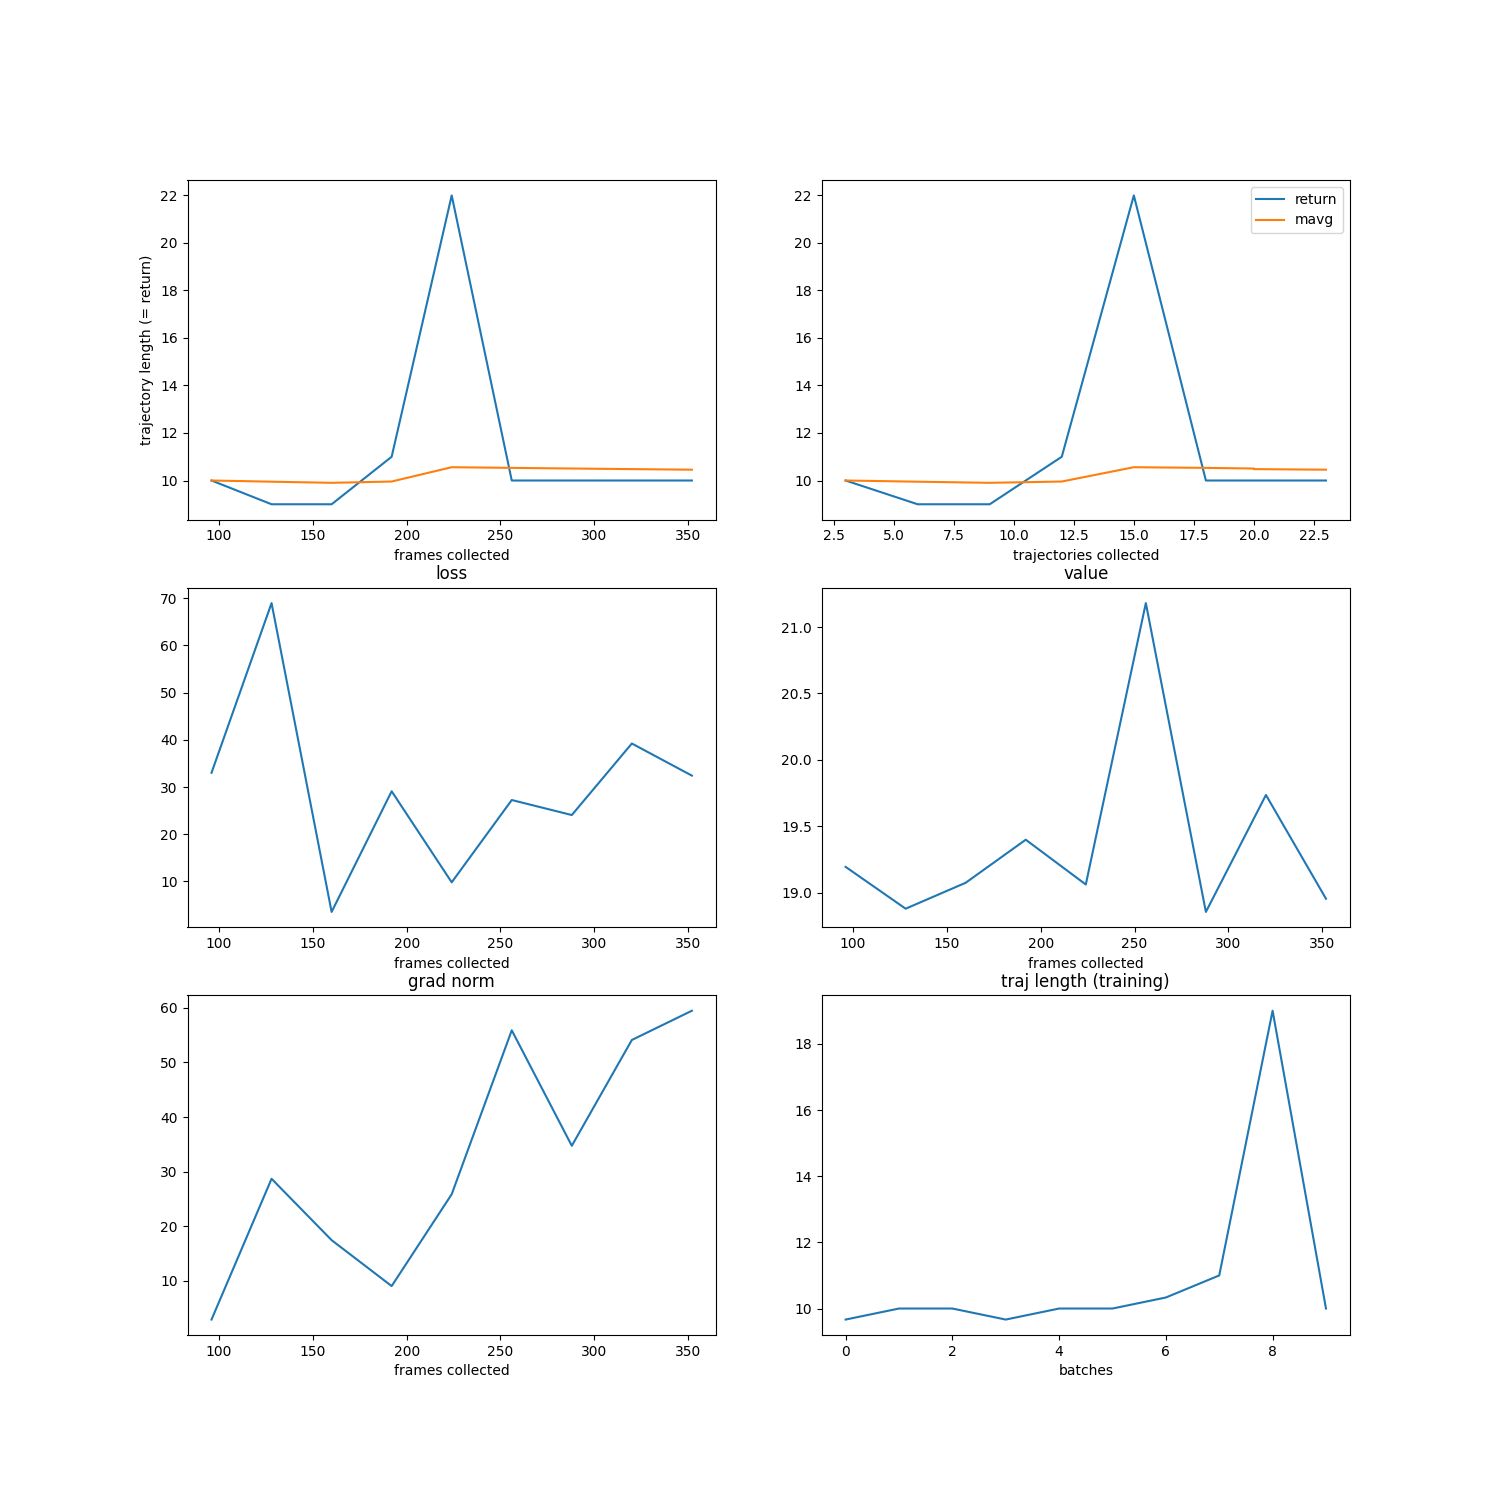 22
20
18
16
14
12
10
trajectory length (= return)
100 150 200 250 300 350
frames collected
return
mavg
22
20
18
16
14
12
10
2.5 5.0 7.5 10.0 12.5 15.0 17.5 20.0 22.5
trajectories collected
loss
70
60
50
40
30
20
10
100 150 200 250 300 350
frames collected
value
21.0
20.5
20.0
19.5
19.0
100 150 200 250 300 350
frames collected
grad norm
60
50
40
30
20
10
100 150 200 250 300 350
frames collected
traj length (training)
18
16
14
12
10
0 2 4 6 8
batches